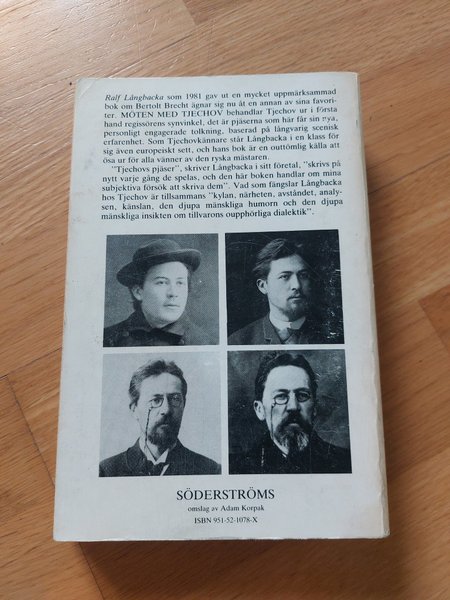 Ralf Långbacka som 1981 gav ut en mycket uppmärksammad
bok om Bertolt Brecht ägnar sig nu åt en annan av sina favori-
ter. MÖTEN MED TJECHOV behandlar Tjechov ur i första
hand regissörens synvinkel, det är pjäserna som här får sin nya,
personligt engagerade tolkning, baserad på långvarig scenisk
erfarenhet. Som Tjechovkännare står Långbacka i en klass för
sig även europeiskt sett, och hans bok är en outtömlig källa att
ösa ur för alla vänner av den ryska mästaren.
"Tjechovs pjäser", skriver Långbacka i sitt företal, "skrivs på
nytt varje gång de spelas, och den här boken handlar om mina
subjektiva försök att skriva dem". Vad som fängslar Långbacka
hos Tjechov är tillsammans "kylan, närheten, avståndet, analy-
sen, känslan, den djupa mänskliga humorn och den djupa
mänskliga insikten om tillvarons oupphörliga dialektik".
SÖDERSTRÖMS
omslag av Adam Korpak
ISBN 951-52-1078-X